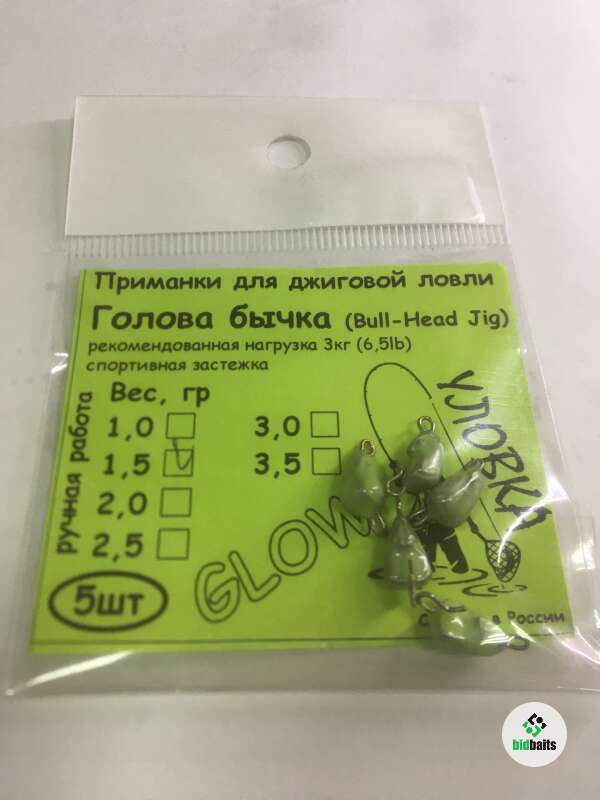 Приманки для джиговой ловли
Голова бычка (Bull-Head Jig)
рекомендованная нагрузка 3кг (6,5lb)
спортивная застежка
ручная работа
Вес, гр
1,0
1,5
2,0
2,5
3,0
3,5
5шт
GLOW
УЛОВКА
в России
bidbaits